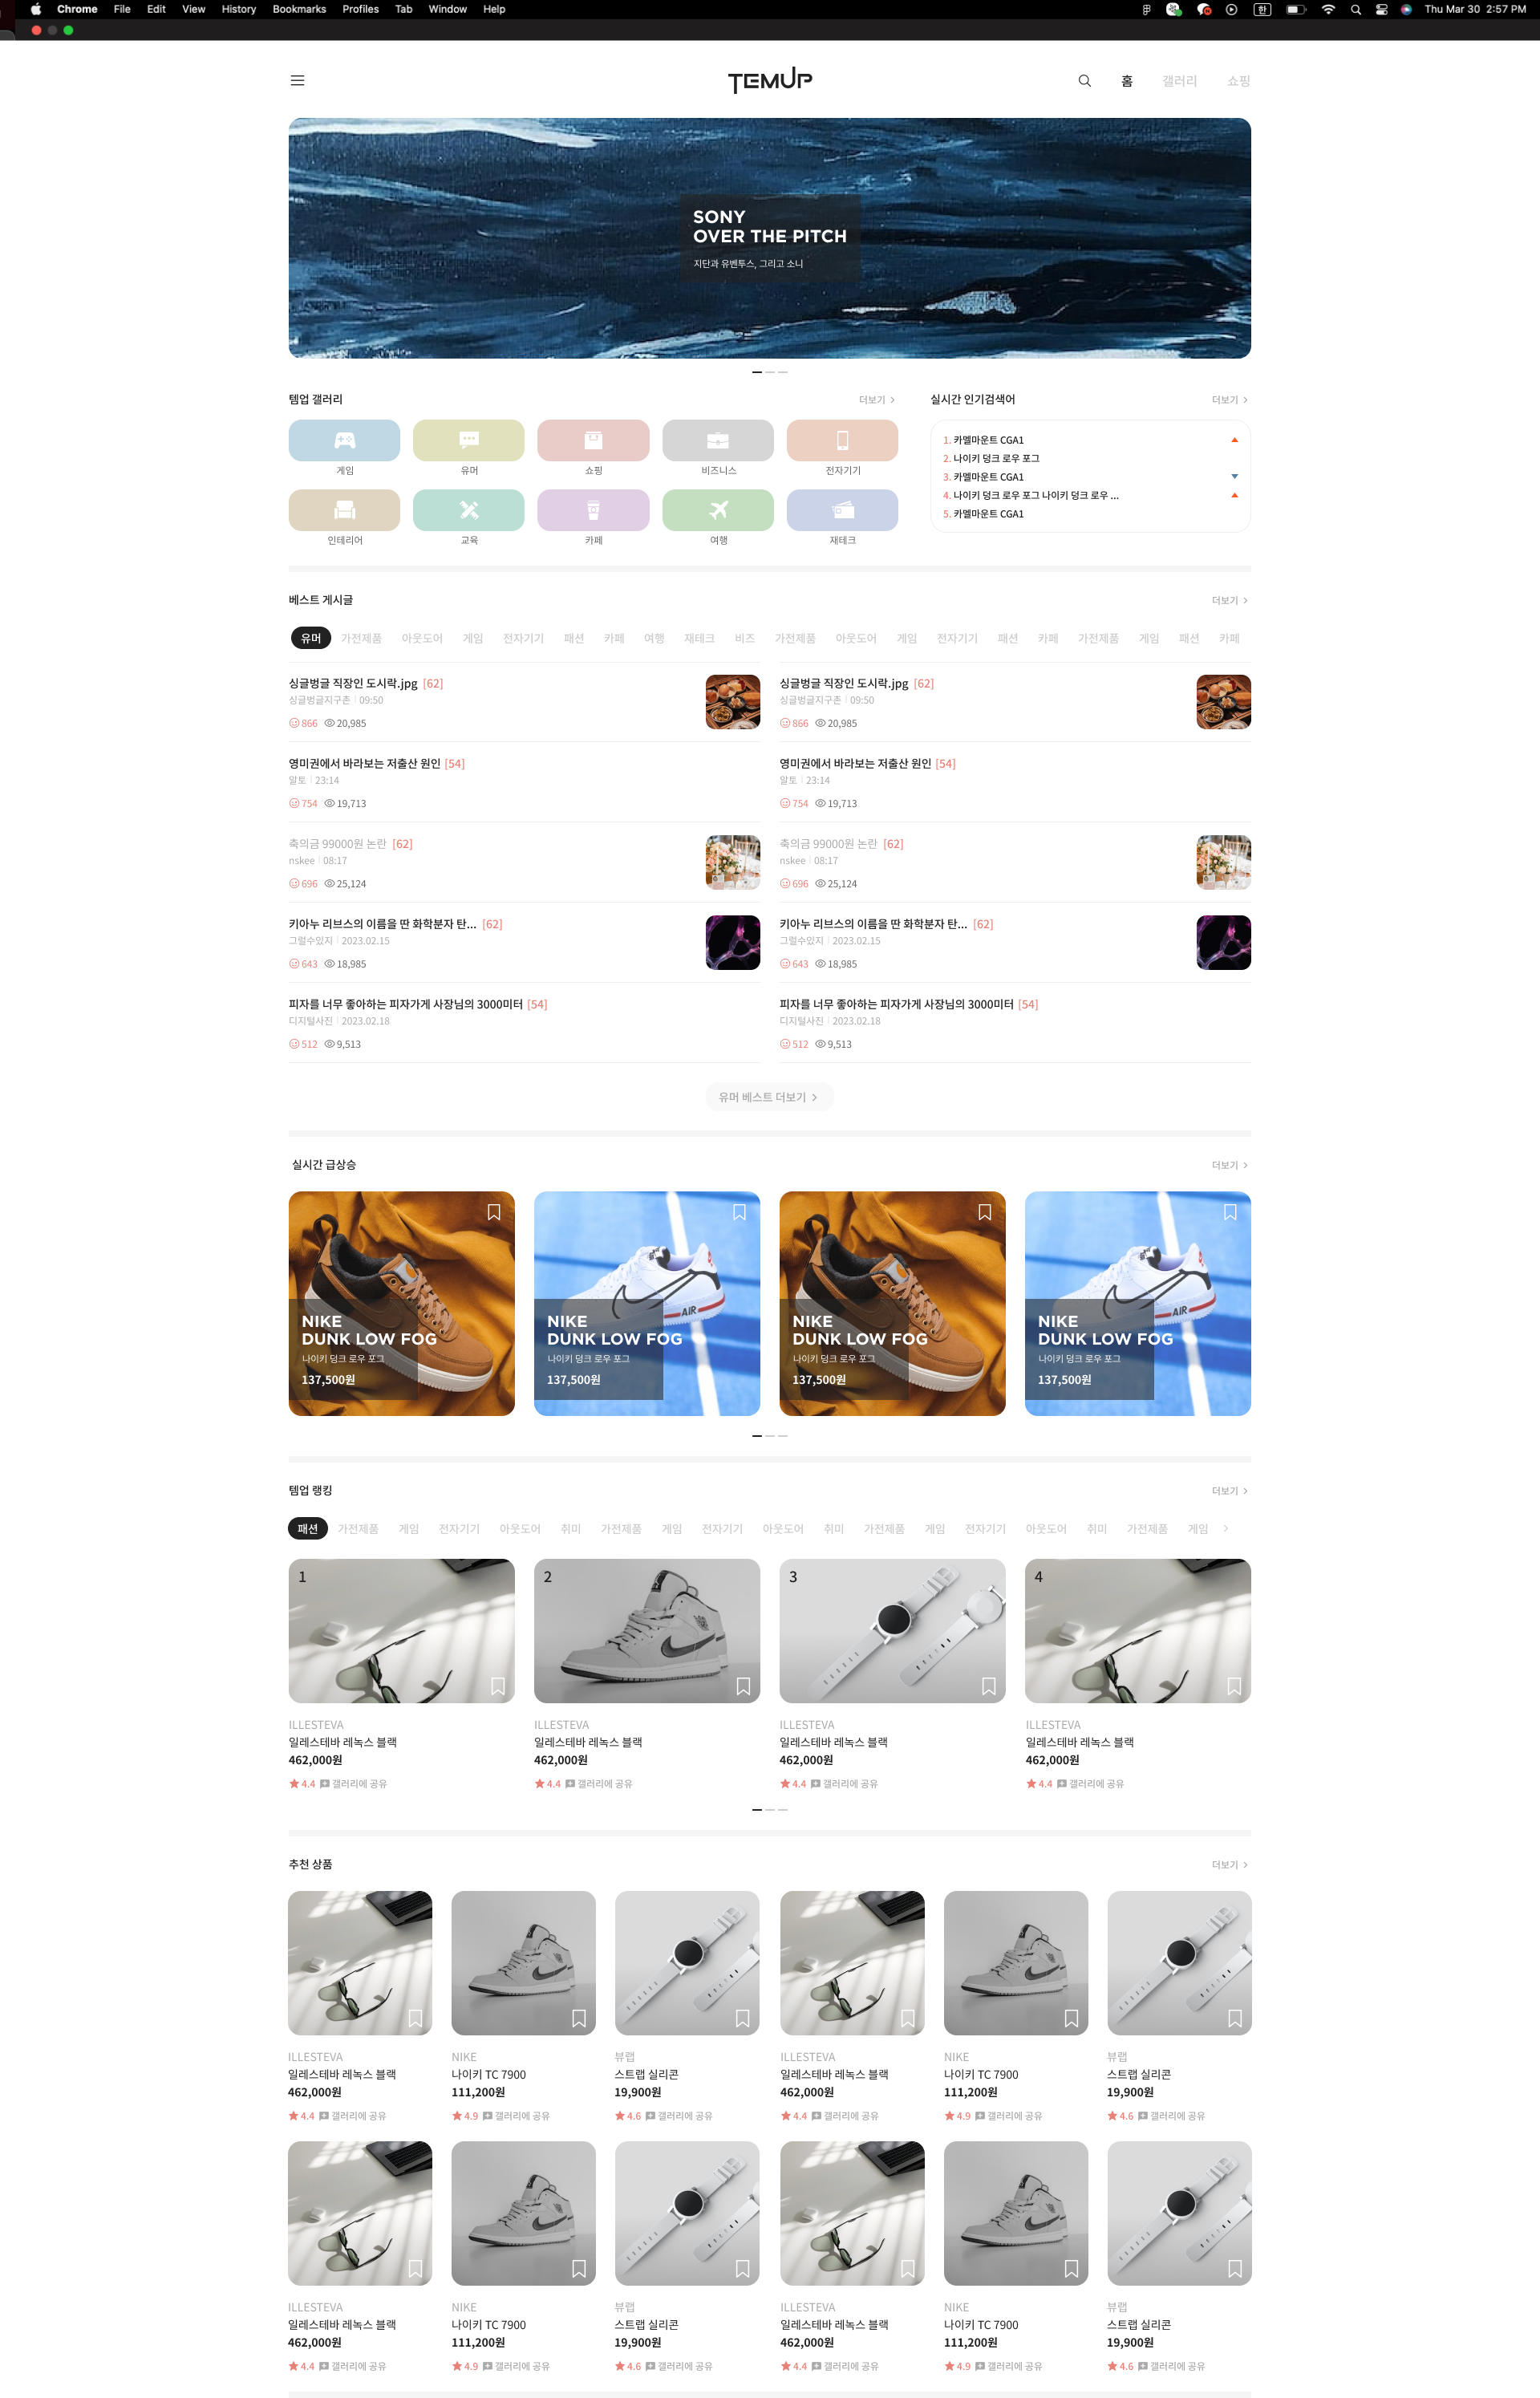 Chrome File Edit View History Bookmarks Profiles Tab Window Help 한 Thu Mar 30 2:57 PM
TEMUP 홈 갤러리 쇼핑
SONY
OVER THE PITCH
지단과 유벤투스, 그리고 소니
템업 갤러리 더보기
게임 유머 쇼핑 비즈니스 전자기기
인테리어 교육 카페 여행 재테크
실시간 인기검색어 더보기
1. 카멜마운트 CGA1
2. 나이키 덩크 로우 포그
3. 카멜마운트 CGA1
4. 나이키 덩크 로우 포그 나이키 덩크 로우 ...
5. 카멜마운트 CGA1
베스트 게시글 더보기
유머 가전제품 아웃도어 게임 전자기기 패션 카페 여행 재테크 비즈 가전제품 아웃도어 게임 전자기기 패션 카페 가전제품 게임 패션 카페
싱글벙글 직장인 도시락.jpg [62]
싱글벙글지구촌 09:50
866 20,985
영미권에서 바라보는 저출산 원인 [54]
말토 23:14
754 19,713
축의금 99000원 논란 [62]
nskee 08:17
696 25,124
키아누 리브스의 이름을 딴 화학분자 탄... [62]
그럴수있지 2023.02.15
643 18,985
피자를 너무 좋아하는 피자가게 사장님의 3000미터 [54]
디지털사진 2023.02.18
512 9,513
싱글벙글 직장인 도시락.jpg [62]
싱글벙글지구촌 09:50
866 20,985
영미권에서 바라보는 저출산 원인 [54]
말토 23:14
754 19,713
축의금 99000원 논란 [62]
nskee 08:17
696 25,124
키아누 리브스의 이름을 딴 화학분자 탄... [62]
그럴수있지 2023.02.15
643 18,985
피자를 너무 좋아하는 피자가게 사장님의 3000미터 [54]
디지털사진 2023.02.18
512 9,513
유머 베스트 더보기
실시간 급상승 더보기
NIKE
DUNK LOW FOG
나이키 덩크 로우 포그
137,500원
AIR
NIKE
DUNK LOW FOG
나이키 덩크 로우 포그
137,500원
NIKE
DUNK LOW FOG
나이키 덩크 로우 포그
137,500원
AIR
NIKE
DUNK LOW FOG
나이키 덩크 로우 포그
137,500원
템업 랭킹 더보기
패션 가전제품 게임 전자기기 아웃도어 취미 가전제품 게임 전자기기 아웃도어 취미 가전제품 게임 전자기기 아웃도어 취미 가전제품 게임
1 2 3 4
ILLESTEVA ILLESTEVA ILLESTEVA ILLESTEVA
일레스테바 레녹스 블랙 일레스테바 레녹스 블랙 일레스테바 레녹스 블랙 일레스테바 레녹스 블랙
462,000원 462,000원 462,000원 462,000원
4.4 갤러리에 공유 4.4 갤러리에 공유 4.4 갤러리에 공유 4.4 갤러리에 공유
추천 상품 더보기
ILLESTEVA NIKE 뷰랩 ILLESTEVA NIKE 뷰랩
일레스테바 레녹스 블랙 나이키 TC 7900 스트랩 실리콘 일레스테바 레녹스 블랙 나이키 TC 7900 스트랩 실리콘
462,000원 111,200원 19,900원 462,000원 111,200원 19,900원
4.4 갤러리에 공유 4.9 갤러리에 공유 4.6 갤러리에 공유 4.4 갤러리에 공유 4.9 갤러리에 공유 4.6 갤러리에 공유
ILLESTEVA NIKE 뷰랩 ILLESTEVA NIKE 뷰랩
일레스테바 레녹스 블랙 나이키 TC 7900 스트랩 실리콘 일레스테바 레녹스 블랙 나이키 TC 7900 스트랩 실리콘
462,000원 111,200원 19,900원 462,000원 111,200원 19,900원
4.4 갤러리에 공유 4.9 갤러리에 공유 4.6 갤러리에 공유 4.4 갤러리에 공유 4.9 갤러리에 공유 4.6 갤러리에 공유